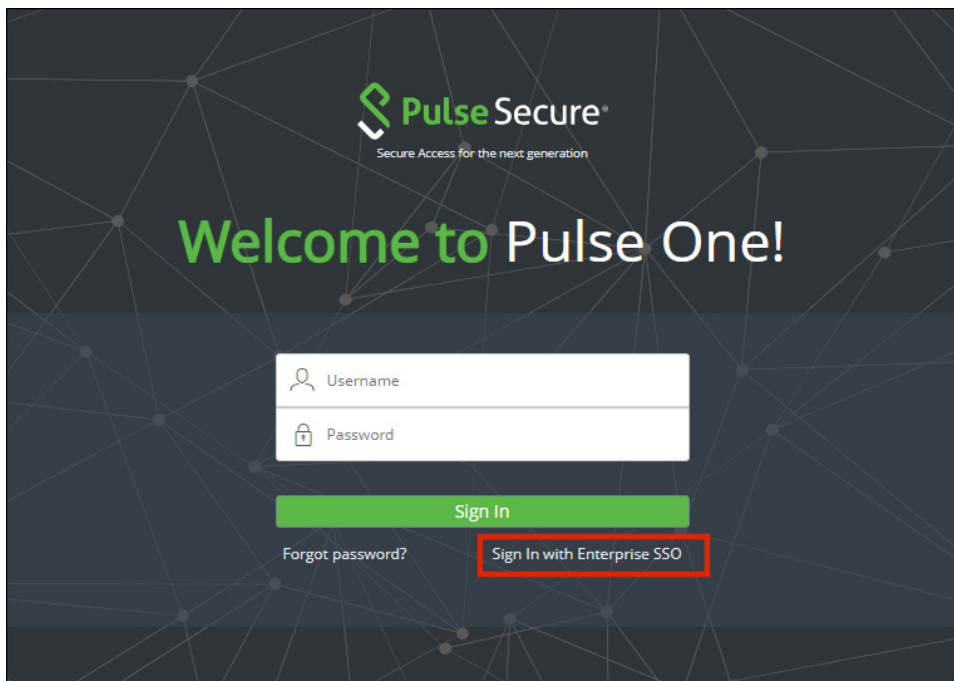 Pulse Secure®
Secure Access for the next generation
Welcome to Pulse One!
Username
Password
Sign In
Forgot password? Sign In with Enterprise SSO